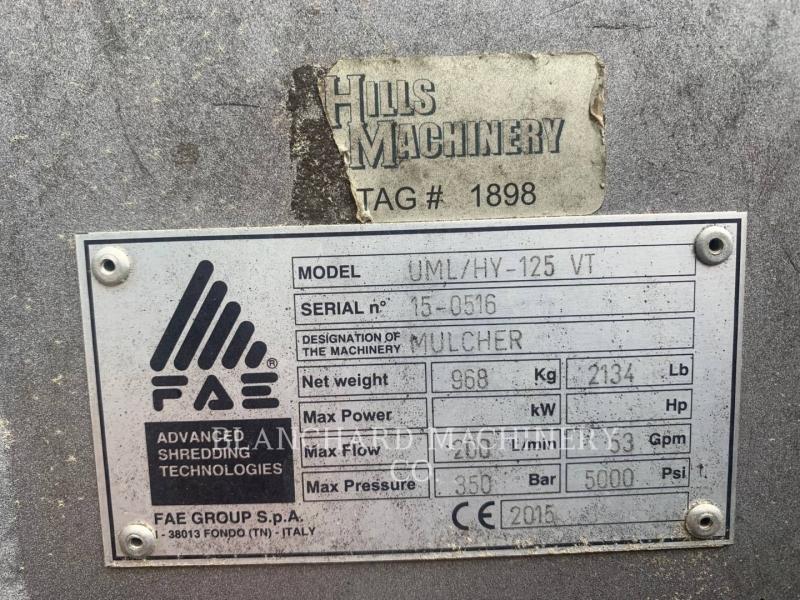 HILLS
MACHINERY
TAG # 1898
MODEL UML/HY-125 VT
SERIAL n° 15-0516
DESIGNATION OF THE MACHINERY MULCHER
Net weight 968 Kg 2134 Lb
Max Power kW Hp
Max Flow 200 L/min 53 Gpm
Max Pressure 350 Bar 5000 Psi
CE 2015
FAE ®
ADVANCED
SHREDDING
TECHNOLOGIES
FAE GROUP S.p.A.
I - 38013 FONDO (TN) - ITALY
BLANCHARD MACHINERY
CO.